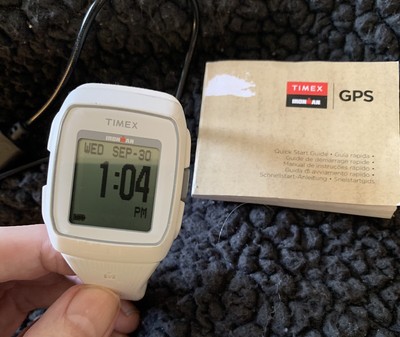 TIMEX
IRONMAN
WED SEP-30
1:04
PM
TIMEX
IRONMAN
GPS
Quick Start Guide • Guía rápida •
Guide de démarrage rapide •
Manual de instruções rápido •
Guida di avviamento rapido •
Schnellstart-Anleitung • Snelstartgids